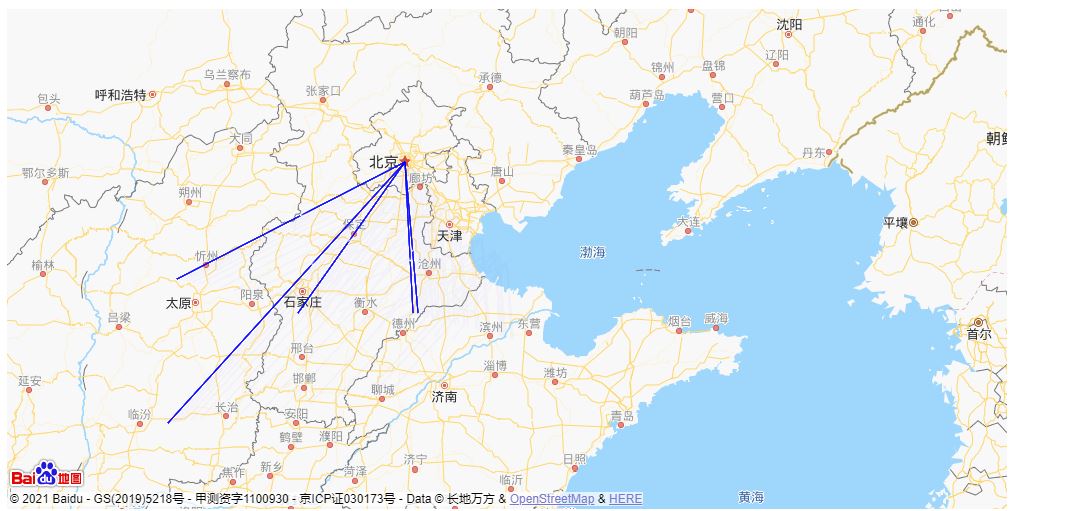 沈阳
通化
朝阳
辽阳
锦州
盘锦
乌兰察布
承德
张家口
呼和浩特
包头
葫芦岛
营口
大同
朝鲜
秦皇岛
丹东
北京
鄂尔多斯
廊坊
唐山
朔州
保定
大连
平壤
天津
忻州
渤海
榆林
沧州
阳泉
太原
石家庄
衡水
吕梁
德州
滨州
东营
烟台
威海
首尔
邢台
淄博
潍坊
延安
邯郸
聊城
济南
临汾
长治
安阳
青岛
鹤壁
濮阳
济宁
日照
新乡
焦作
菏泽
临沂
Bai du 地图
黄海
© 2021 Baidu - GS(2019)5218号 - 甲测资字1100930 - 京ICP证030173号 - Data © 长地万方 & OpenStreetMap & HERE